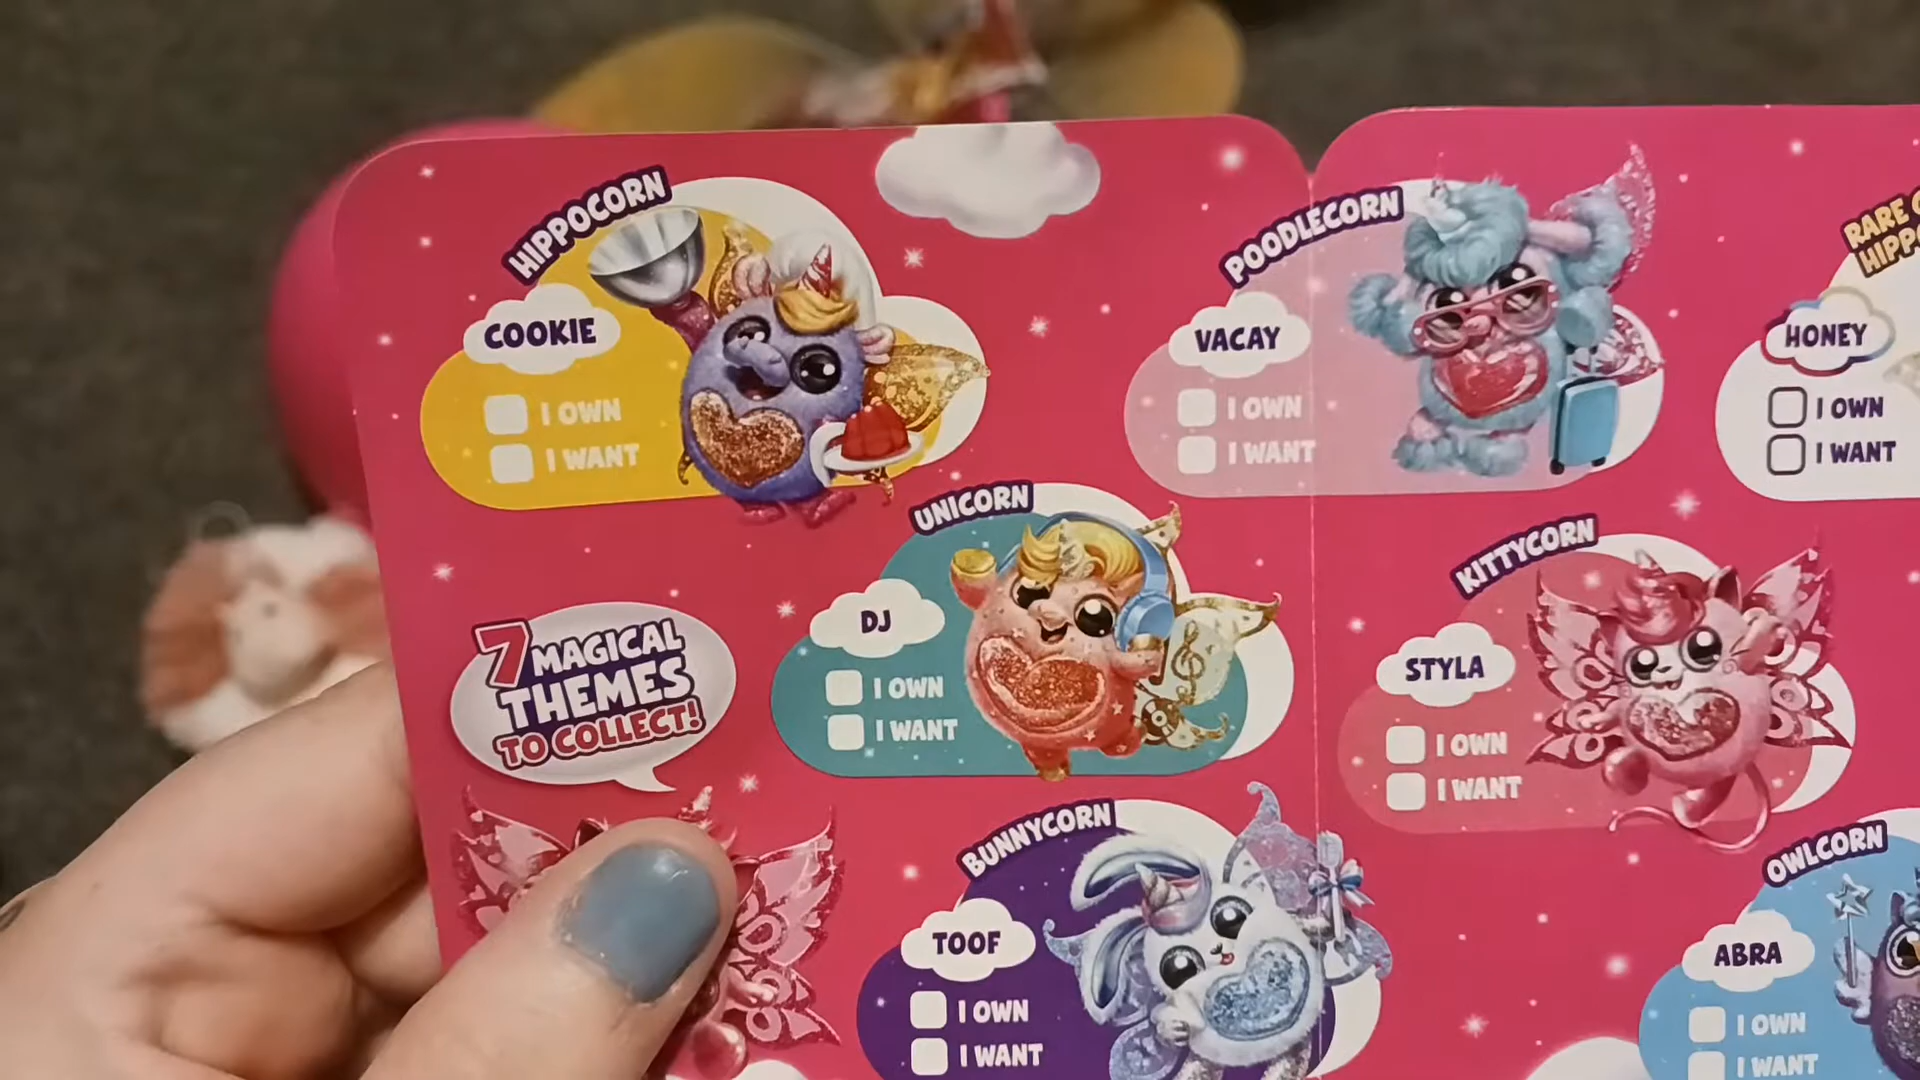 HIPPOCORN
COOKIE
I OWN
I WANT
POODLECORN
VACAY
I OWN
I WANT
RARE
HONEY
I OWN
I WANT
UNICORN
DJ
I OWN
I WANT
KITTYCORN
STYLA
I OWN
I WANT
7 MAGICAL
THEMES
TO COLLECT!
BUNNYCORN
TOOF
I OWN
I WANT
OWLCORN
ABRA
I OWN
I WANT